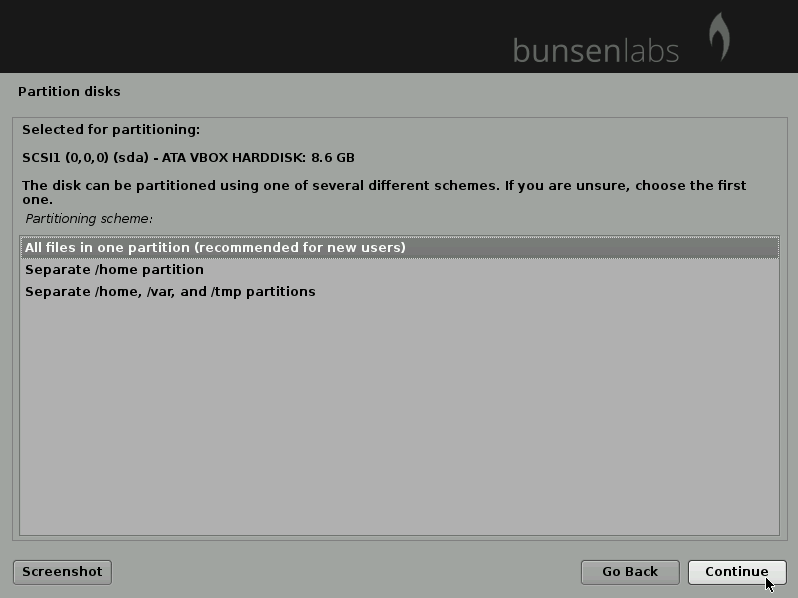 bunsenlabs
Partition disks
Selected for partitioning:
SCSI1 (0,0,0) (sda) - ATA VBOX HARDDISK: 8.6 GB
The disk can be partitioned using one of several different schemes. If you are unsure, choose the first
one.
Partitioning scheme:
All files in one partition (recommended for new users)
Separate /home partition
Separate /home, /var, and /tmp partitions
Screenshot
Go Back
Continue